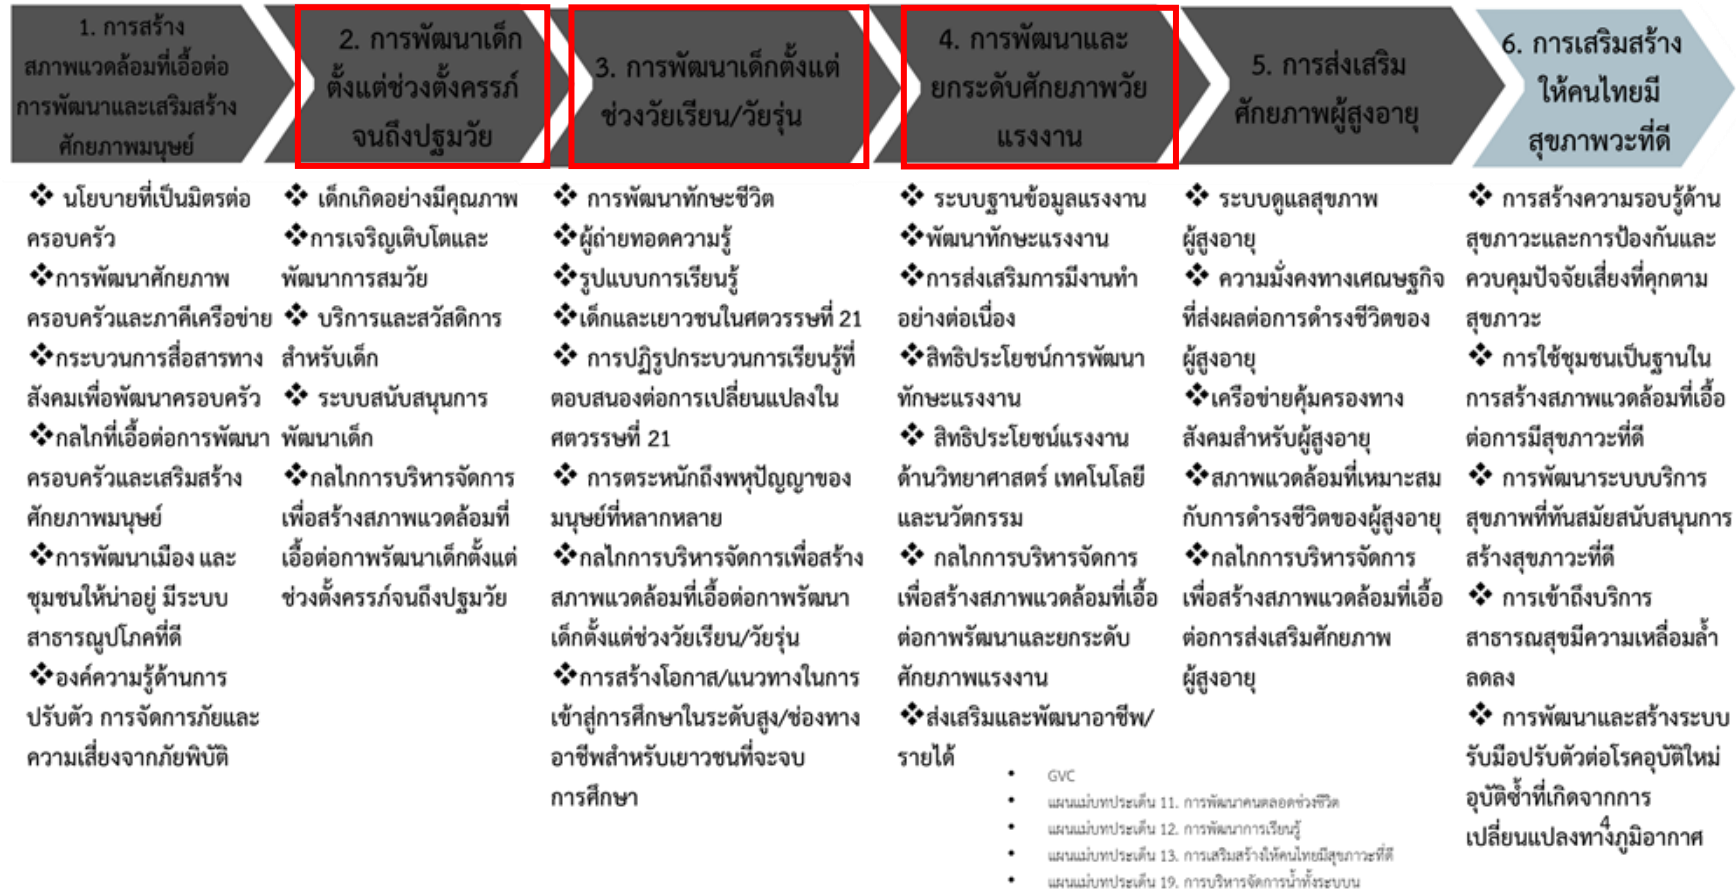 1. การสร้าง
สภาพแวดล้อมที่เอื้อต่อ
การพัฒนาและเสริมสร้าง
ศักยภาพมนุษย์
2. การพัฒนาเด็ก
ตั้งแต่ช่วงตั้งครรภ์
จนถึงปฐมวัย
3. การพัฒนาเด็กตั้งแต่
ช่วงวัยเรียน/วัยรุ่น
4. การพัฒนาและ
ยกระดับศักยภาพวัย
แรงงาน
5. การส่งเสริม
ศักยภาพผู้สูงอายุ
6. การเสริมสร้าง
ให้คนไทยมี
สุขภาพวะที่ดี
❖ นโยบายที่เป็นมิตรต่อ
ครอบครัว
❖การพัฒนาศักยภาพ
ครอบครัวและภาคีเครือข่าย
❖กระบวนการสื่อสารทาง
สังคมเพื่อพัฒนาครอบครัว
❖กลไกที่เอื้อต่อการพัฒนา
ครอบครัวและเสริมสร้าง
ศักยภาพมนุษย์
❖การพัฒนาเมือง และ
ชุมชนให้น่าอยู่ มีระบบ
สาธารณูปโภคที่ดี
❖องค์ความรู้ด้านการ
ปรับตัว การจัดการภัยและ
ความเสี่ยงจากภัยพิบัติ
❖ เด็กเกิดอย่างมีคุณภาพ
❖การเจริญเติบโตและ
พัฒนาการสมวัย
❖ บริการและสวัสดิการ
สำหรับเด็ก
❖ ระบบสนับสนุนการ
พัฒนาเด็ก
❖กลไกการบริหารจัดการ
เพื่อสร้างสภาพแวดล้อมที่
เอื้อต่อกาพรัฒนาเด็กตั้งแต่
ช่วงตั้งครรภ์จนถึงปฐมวัย
❖ การพัฒนาทักษะชีวิต
❖ผู้ถ่ายทอดความรู้
❖รูปแบบการเรียนรู้
❖เด็กและเยาวชนในศตวรรษที่ 21
❖ การปฏิรูปกระบวนการเรียนรู้ที่
ตอบสนองต่อการเปลี่ยนแปลงใน
ศตวรรษที่ 21
❖ การตระหนักถึงพหุปัญญาของ
มนุษย์ที่หลากหลาย
❖กลไกการบริหารจัดการเพื่อสร้าง
สภาพแวดล้อมที่เอื้อต่อกาพรัฒนา
เด็กตั้งแต่ช่วงวัยเรียน/วัยรุ่น
❖การสร้างโอกาส/แนวทางในการ
เข้าสู่การศึกษาในระดับสูง/ช่องทาง
อาชีพสำหรับเยาวชนที่จะจบ
การศึกษา
❖ ระบบฐานข้อมูลแรงงาน
❖พัฒนาทักษะแรงงาน
❖การส่งเสริมการมีงานทำ
อย่างต่อเนื่อง
❖สิทธิประโยชน์การพัฒนา
ทักษะแรงงาน
❖ สิทธิประโยชน์แรงงาน
ด้านวิทยาศาสตร์ เทคโนโลยี
และนวัตกรรม
❖ กลไกการบริหารจัดการ
เพื่อสร้างสภาพแวดล้อมที่เอื้อ
ต่อกาพรัฒนาและยกระดับ
ศักยภาพแรงงาน
❖ส่งเสริมและพัฒนาอาชีพ/
รายได้
❖ ระบบดูแลสุขภาพ
ผู้สูงอายุ
❖ ความมั่งคงทางเศณษฐกิจ
ที่ส่งผลต่อการดำรงชีวิตของ
ผู้สูงอายุ
❖เครือข่ายคุ้มครองทาง
สังคมสำหรับผู้สูงอายุ
❖สภาพแวดล้อมที่เหมาะสม
กับการดำรงชีวิตของผู้สูงอายุ
❖กลไกการบริหารจัดการ
เพื่อสร้างสภาพแวดล้อมที่เอื้อ
ต่อการส่งเสริมศักยภาพ
ผู้สูงอายุ
❖ การสร้างความรอบรู้ด้าน
สุขภาวะและการป้องกันและ
ควบคุมปัจจัยเสี่ยงที่คุกตาม
สุขภาวะ
❖ การใช้ชุมชนเป็นฐานใน
การสร้างสภาพแวดล้อมที่เอื้อ
ต่อการมีสุขภาวะที่ดี
❖ การพัฒนาระบบบริการ
สุขภาพที่ทันสมัยสนับสนุนการ
สร้างสุขภาวะที่ดี
❖ การเข้าถึงบริการ
สาธารณสุขมีความเหลื่อมล้ำ
ลดลง
❖ การพัฒนาและสร้างระบบ
รับมือปรับตัวต่อโรคอุบัติใหม่
อุบัติซ้ำที่เกิดจากการ
เปลี่ยนแปลงทางภูมิอากาศ
• GVC
• แผนแม่บทประเด็น 11. การพัฒนาคนตลอดช่วงชีวิต
• แผนแม่บทประเด็น 12. การพัฒนาการเรียนรู้
• แผนแม่บทประเด็น 13. การเสริมสร้างให้คนไทยมีสุขภาวะที่ดี
• แผนแม่บทประเด็น 19. การบริหารจัดการน้ำทั้งระบบบน
4